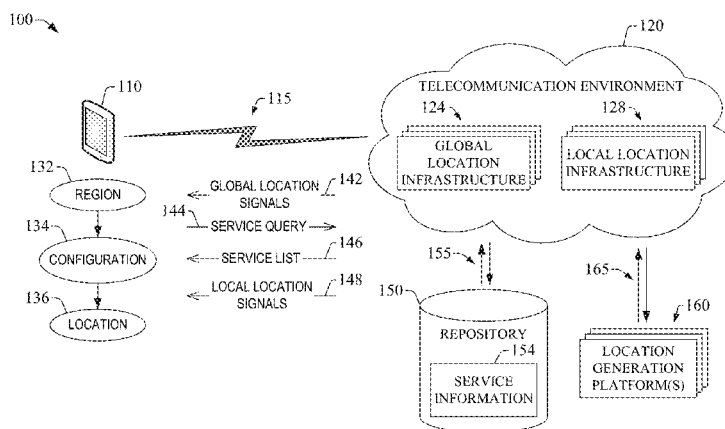 100
120
110
TELECOMMUNICATION ENVIRONMENT
115
124
128
GLOBAL
LOCATION
INFRASTRUCTURE
LOCAL LOCATION
INFRASTRUCTURE
132
REGION
GLOBAL LOCATION
SIGNALS
142
144
SERVICE QUERY
134
CONFIGURATION
SERVICE LIST
146
136
LOCATION
LOCAL LOCATION
SIGNALS
148
155
165
150
REPOSITORY
154
SERVICE
INFORMATION
160
LOCATION
GENERATION
PLATFORM(S)